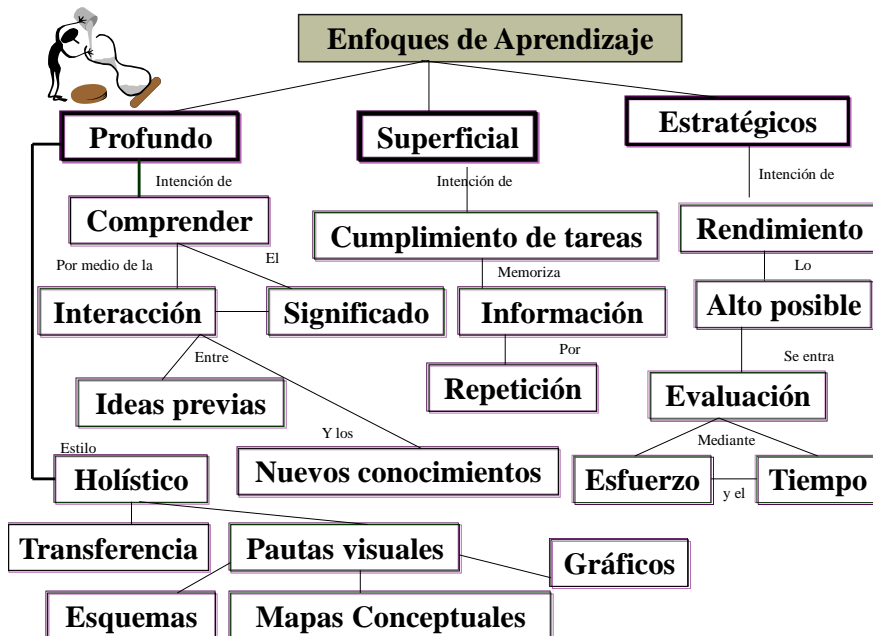 Enfoques de Aprendizaje
Profundo
Superficial
Estratégicos
Intención de
Intención de
Intención de
Comprender
Cumplimiento de tareas
Rendimiento
Por medio de la
El
Memoriza
Lo
Interacción
Significado
Información
Alto posible
Entre
Por
Se entra
Ideas previas
Repetición
Evaluación
Y los
Mediante
Estilo
Holístico
Nuevos conocimientos
Esfuerzo
y el
Tiempo
Transferencia
Pautas visuales
Gráficos
Esquemas
Mapas Conceptuales